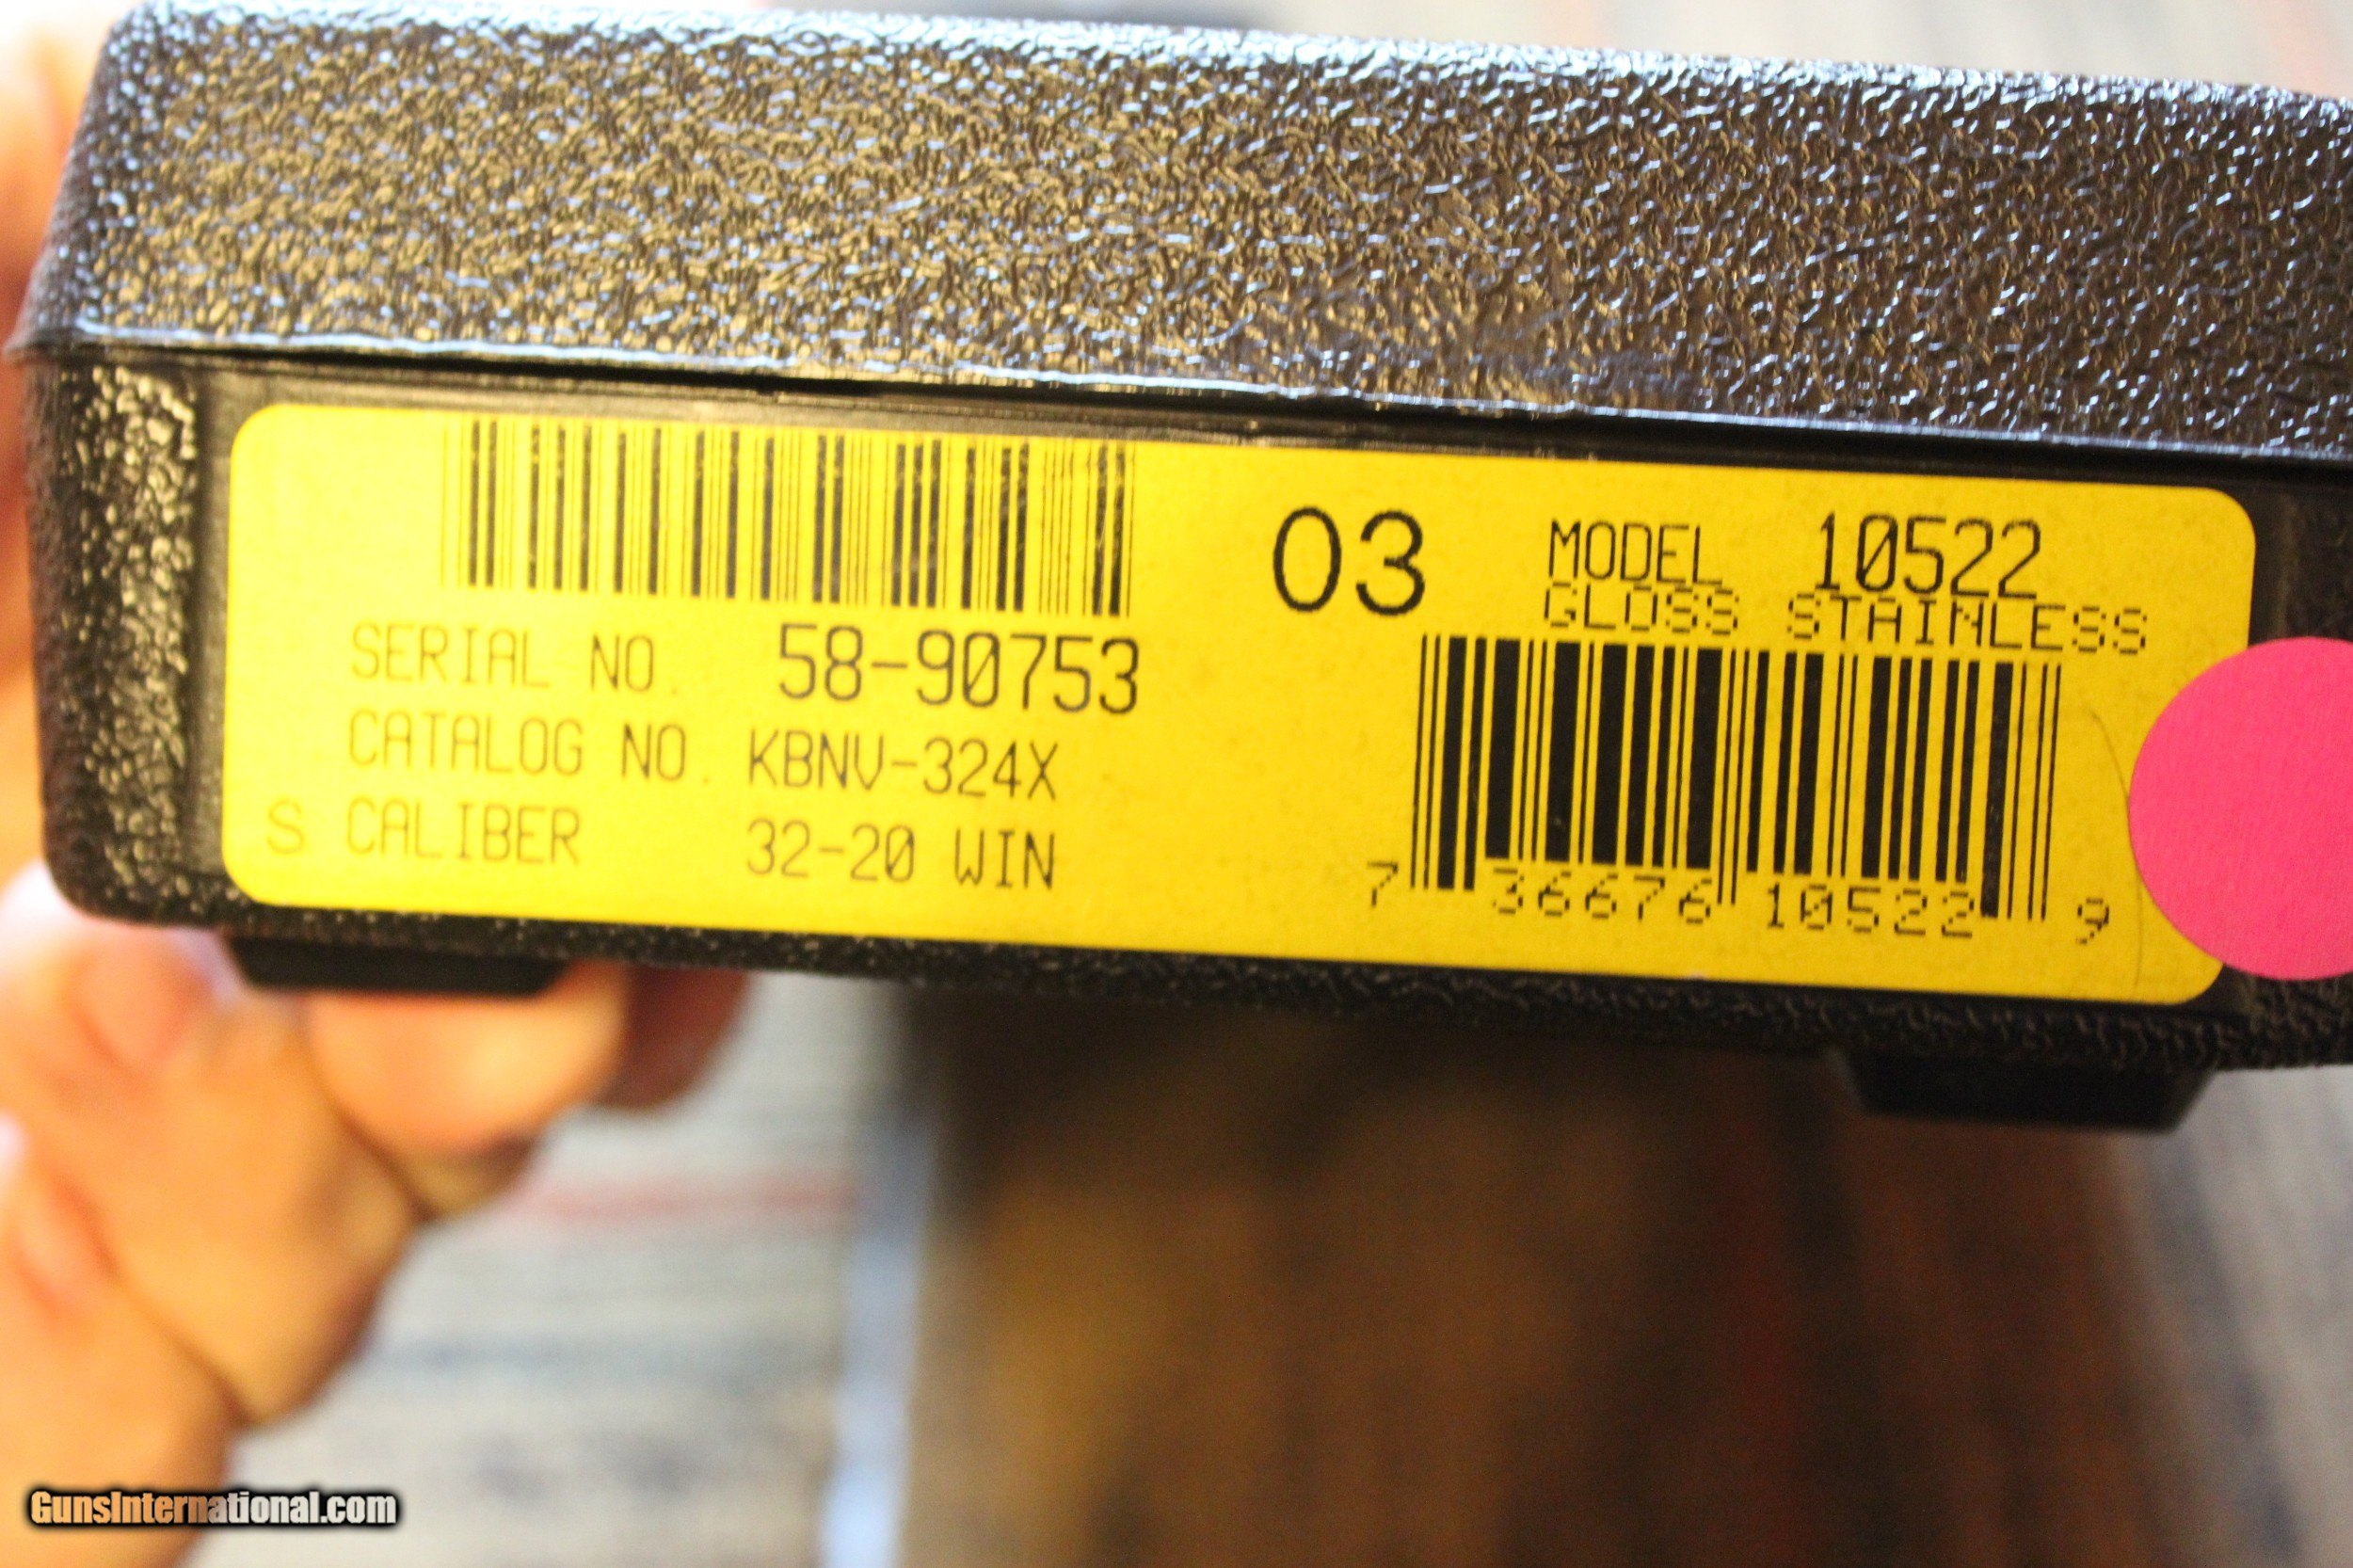 SERIAL NO. 58-90753
CATALOG NO. KBNV-324X
S CALIBER 32-20 WIN
03 MODEL 10522
GLOSS STAINLESS
7 36676 10522 9
GunsInternational.com